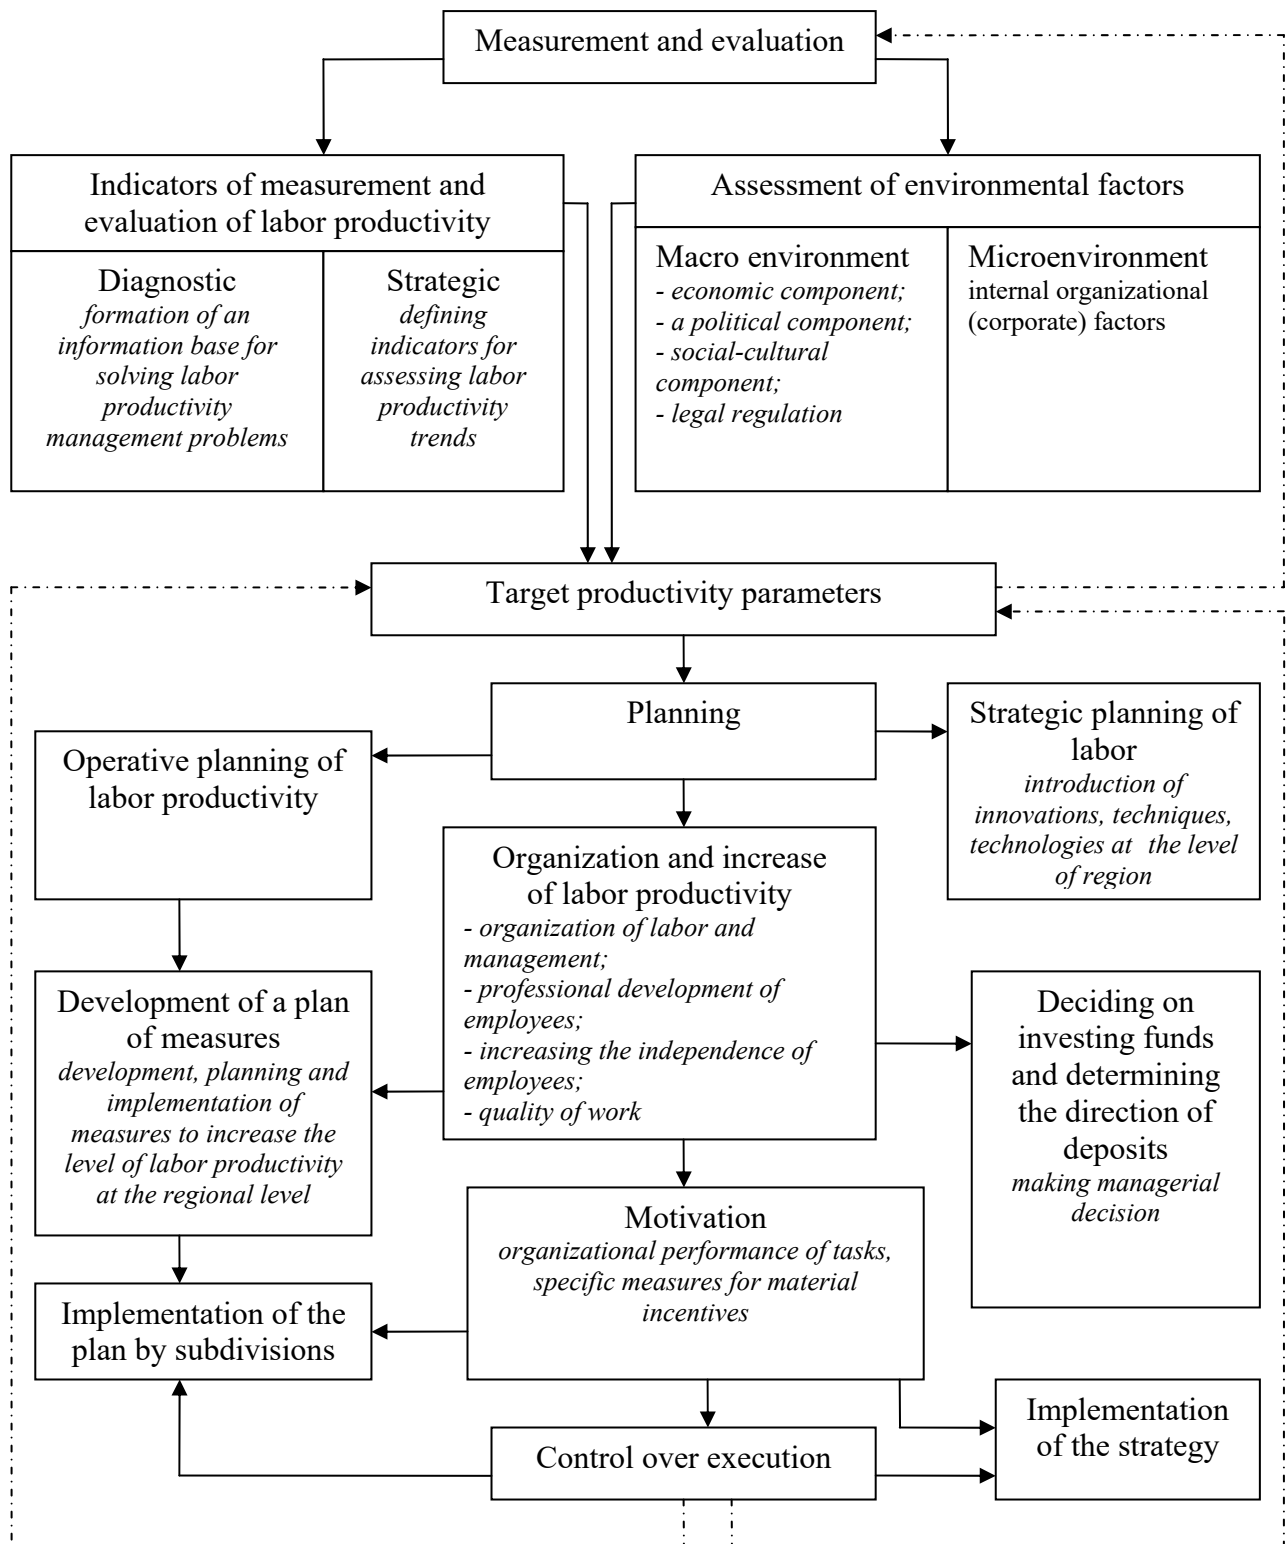 Measurement and evaluation
Indicators of measurement and
evaluation of labor productivity
Diagnostic
formation of an
information base for
solving labor
productivity
management problems
Strategic
defining
indicators for
assessing labor
productivity
trends
Assessment of environmental factors
Macro environment
- economic component;
- a political component;
- social-cultural
component;
- legal regulation
Microenvironment
internal organizational
(corporate) factors
Target productivity parameters
Planning
Operative planning of
labor productivity
Strategic planning of
labor
introduction of
innovations, techniques,
technologies at the level
of region
Organization and increase
of labor productivity
- organization of labor and
management;
- professional development of
employees;
- increasing the independence of
employees;
- quality of work
Development of a plan
of measures
development, planning and
implementation of
measures to increase the
level of labor productivity
at the regional level
Deciding on
investing funds
and determining
the direction of
deposits
making managerial
decision
Motivation
organizational performance of tasks,
specific measures for material
incentives
Implementation of the
plan by subdivisions
Control over execution
Implementation
of the strategy